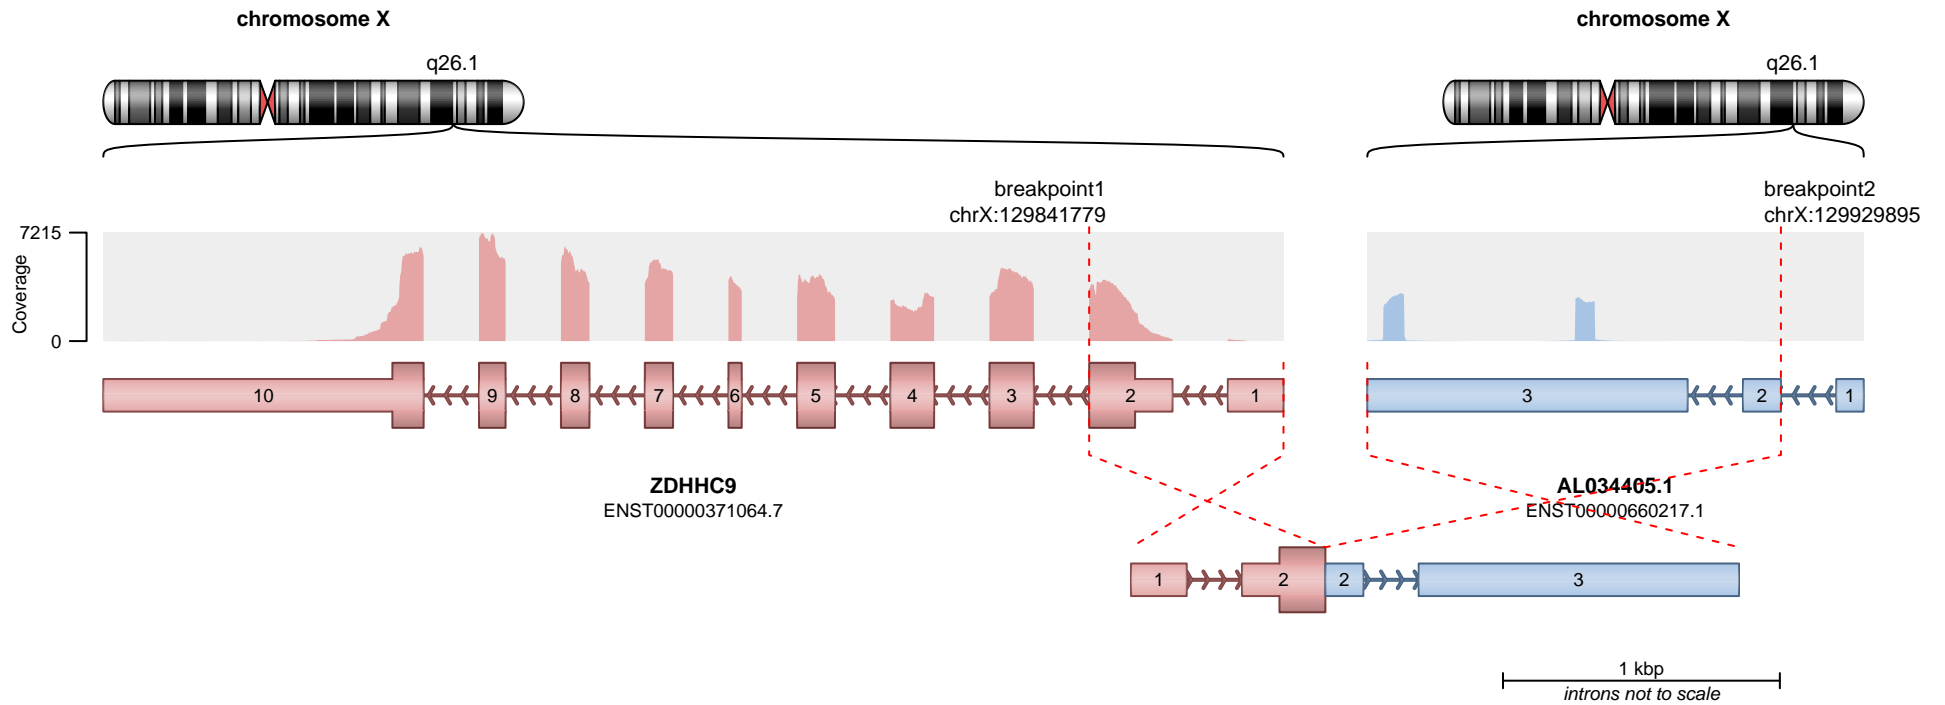 chromosome X
chromosome X
q26.1
q26.1
breakpoint1
chrX:129841779
breakpoint2
chrX:129929895
7215
Coverage
0
10 9 8 7 6 5 4 3 2 1
3 2 1
ZDHHC9
ENST00000371064.7
AL034405.1
ENST00000660217.1
1 2 2 3
1 kbp
introns not to scale